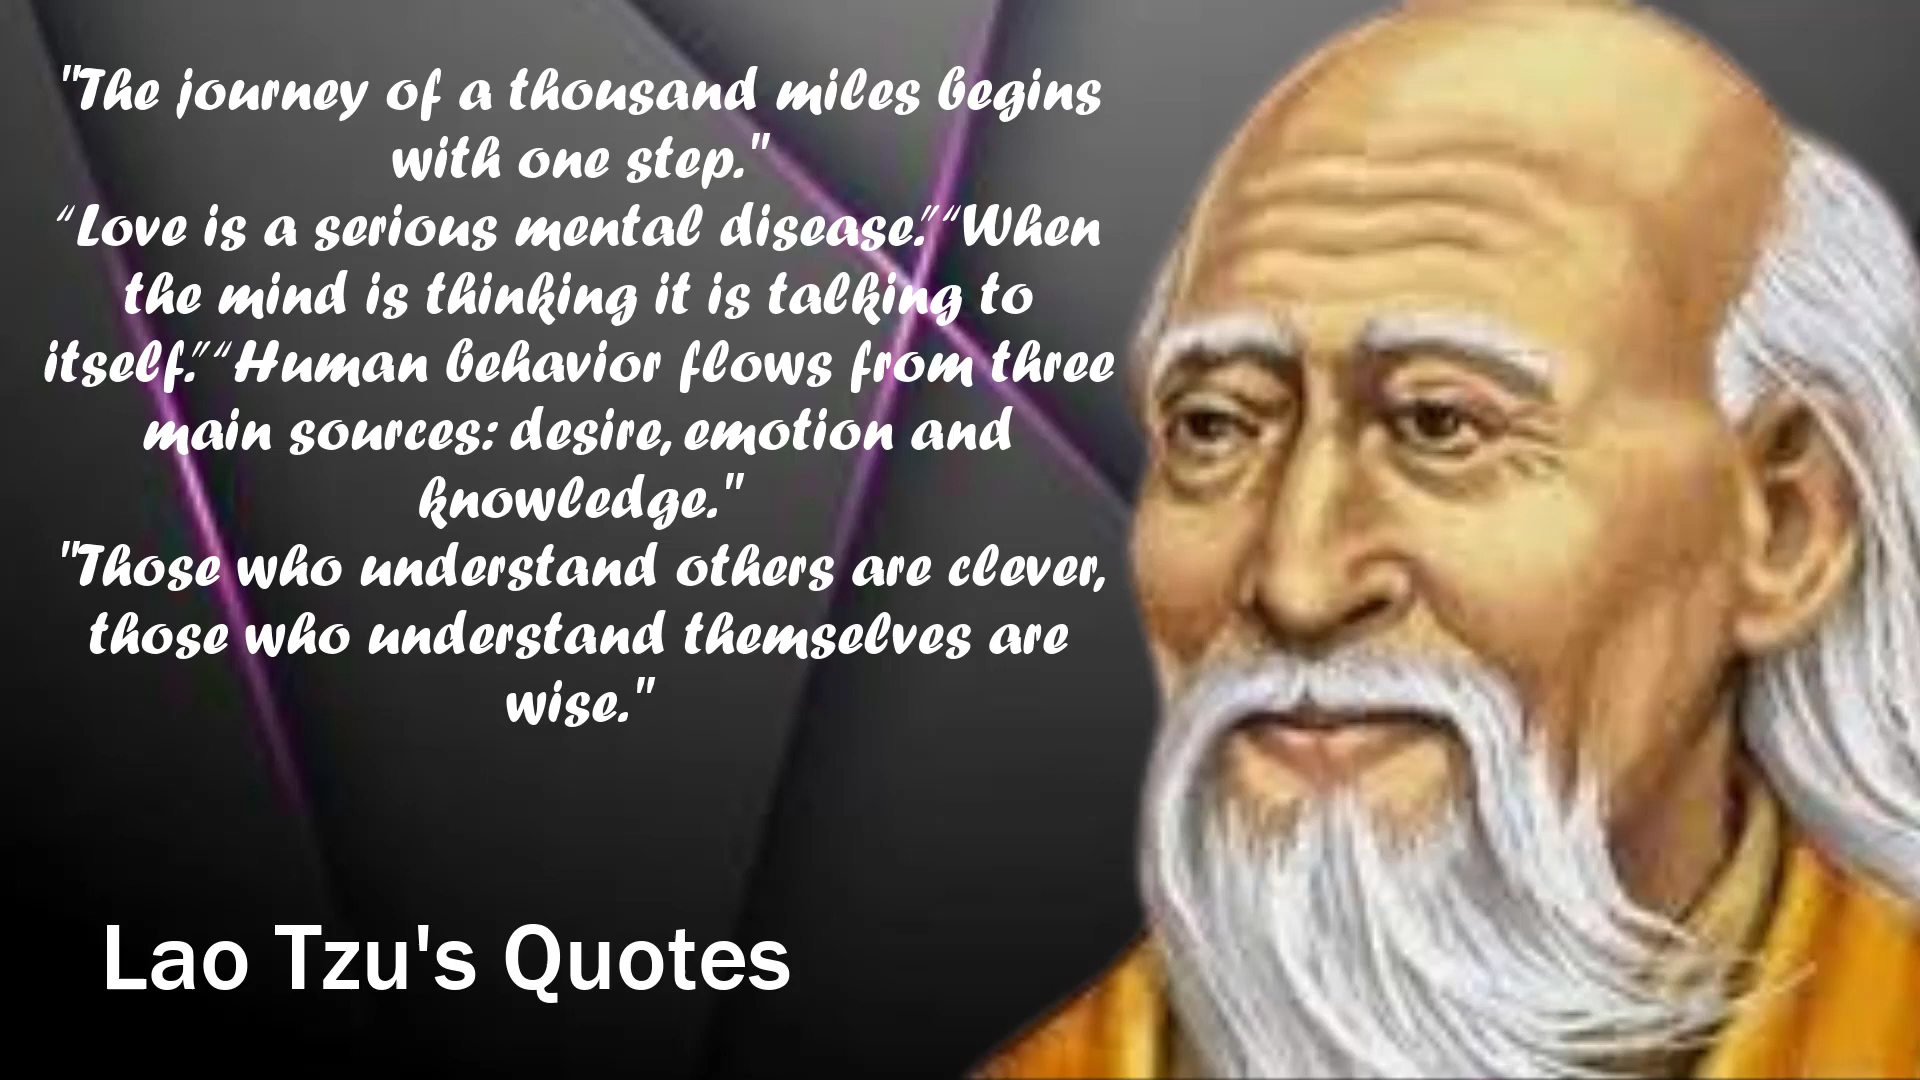 "The journey of a thousand miles begins
with one step."
“Love is a serious mental disease.”“When
the mind is thinking it is talking to
itself.”“Human behavior flows from three
main sources: desire, emotion and
knowledge."
"Those who understand others are clever,
those who understand themselves are
wise."
Lao Tzu's Quotes